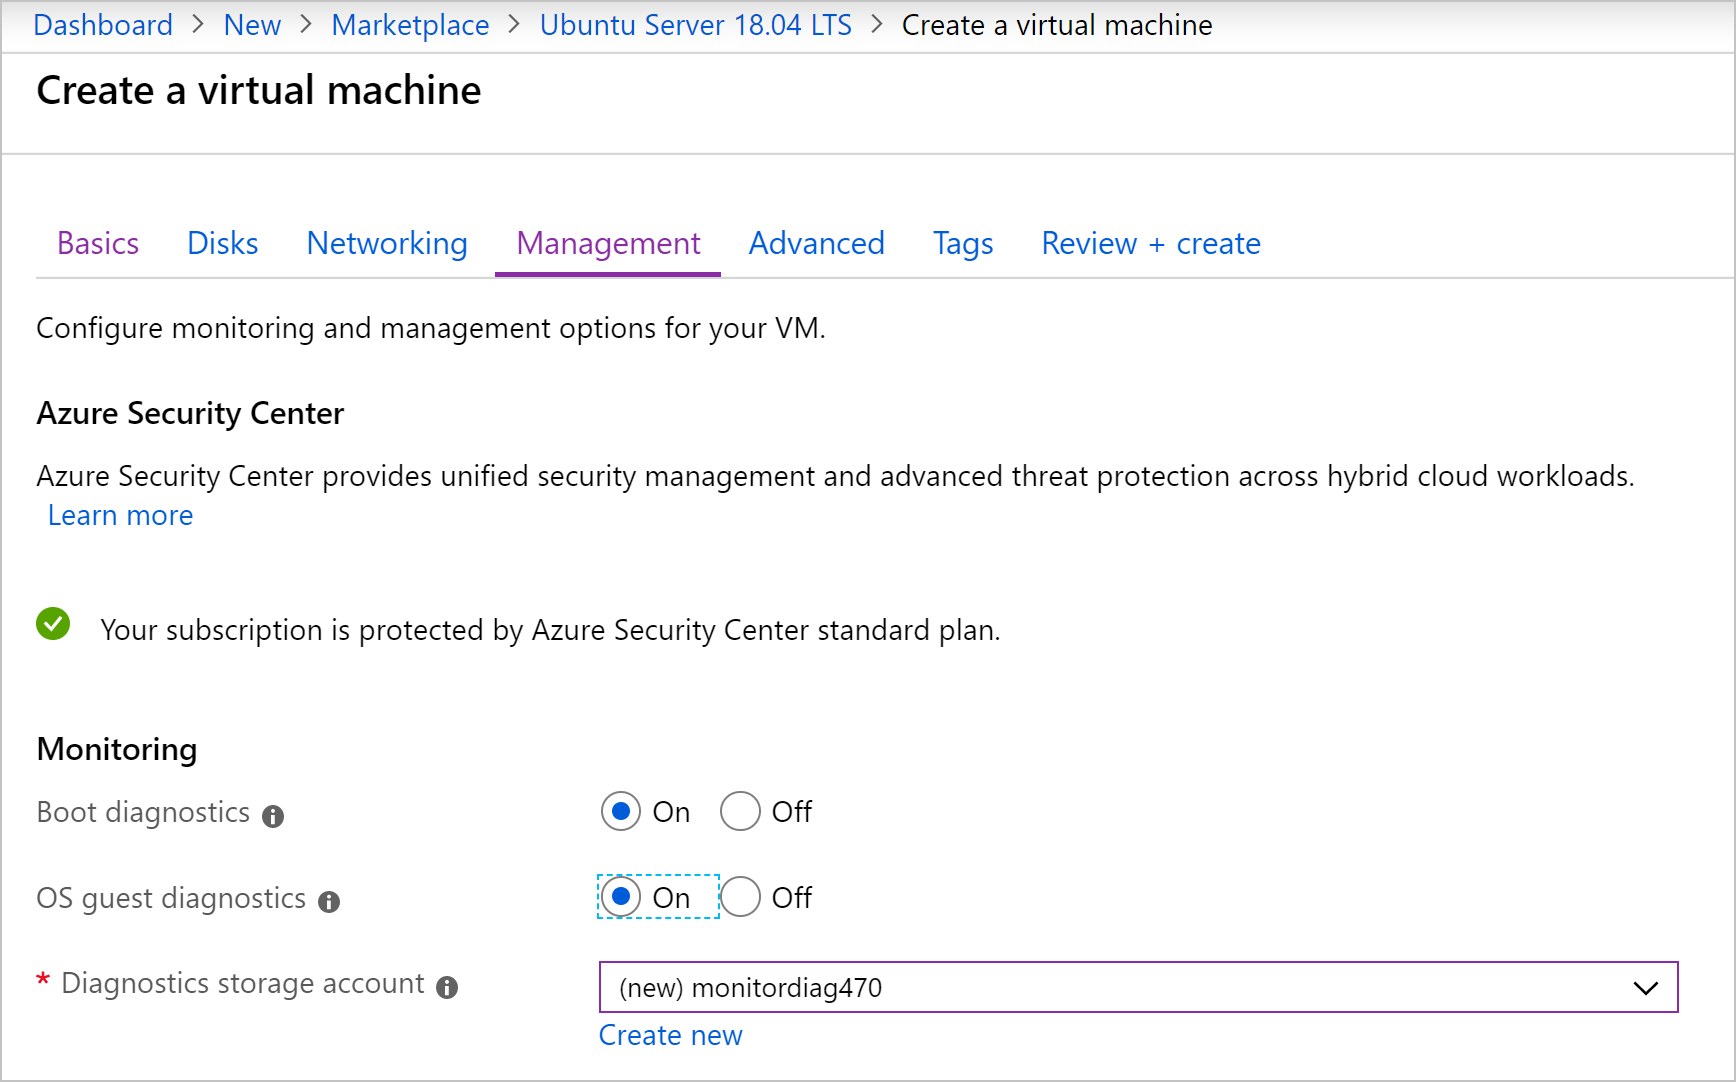 Dashboard > New > Marketplace > Ubuntu Server 18.04 LTS > Create a virtual machine
Create a virtual machine
Basics Disks Networking Management Advanced Tags Review + create
Configure monitoring and management options for your VM.
Azure Security Center
Azure Security Center provides unified security management and advanced threat protection across hybrid cloud workloads.
Learn more
Your subscription is protected by Azure Security Center standard plan.
Monitoring
Boot diagnostics On Off
OS guest diagnostics On Off
* Diagnostics storage account (new) monitordiag470
Create new